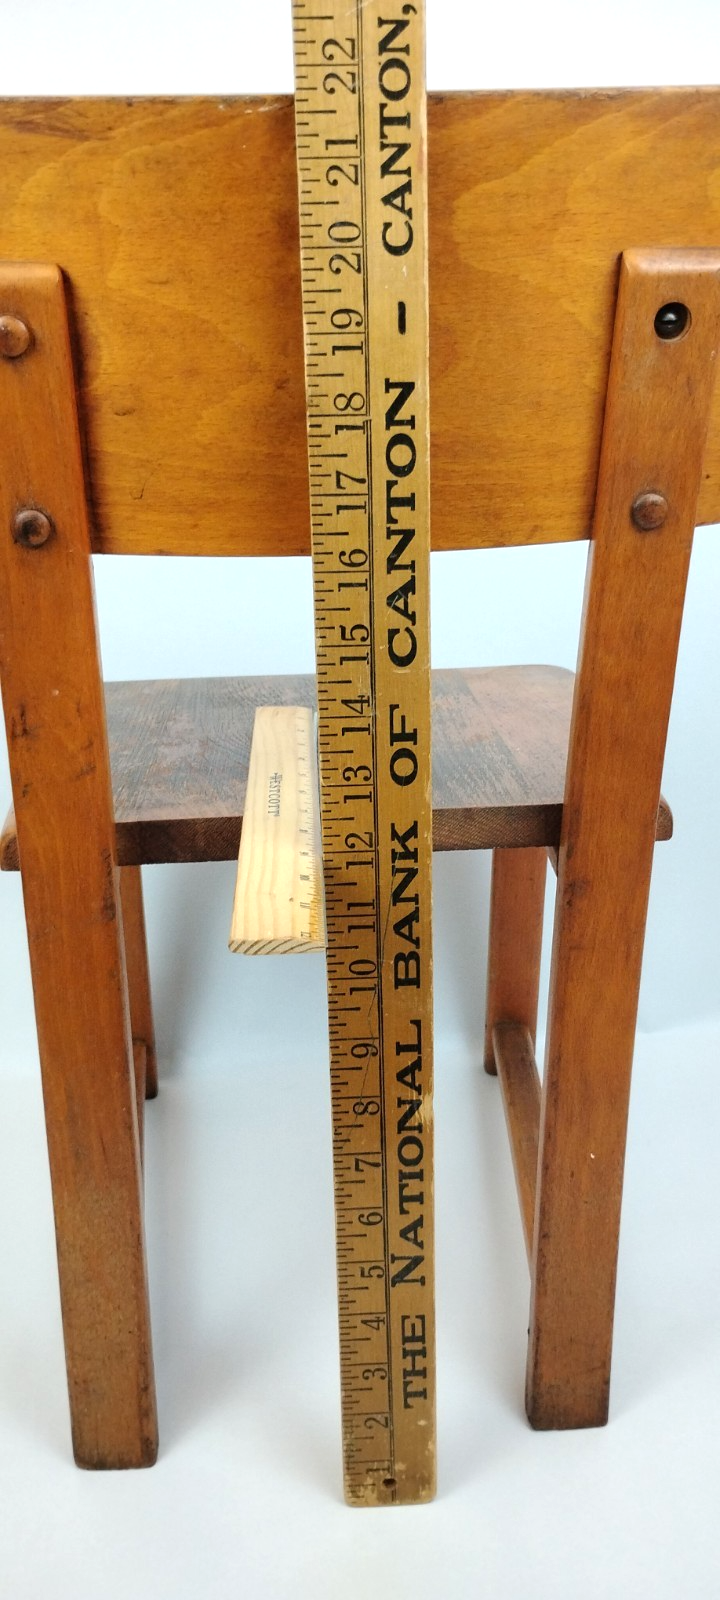 THE NATIONAL BANK OF CANTON - CANTON,
1 2 3 4 5 6 7 8 9 10 11 12 13 14 15 16 17 18 19 20 21 22
WESTCOTT